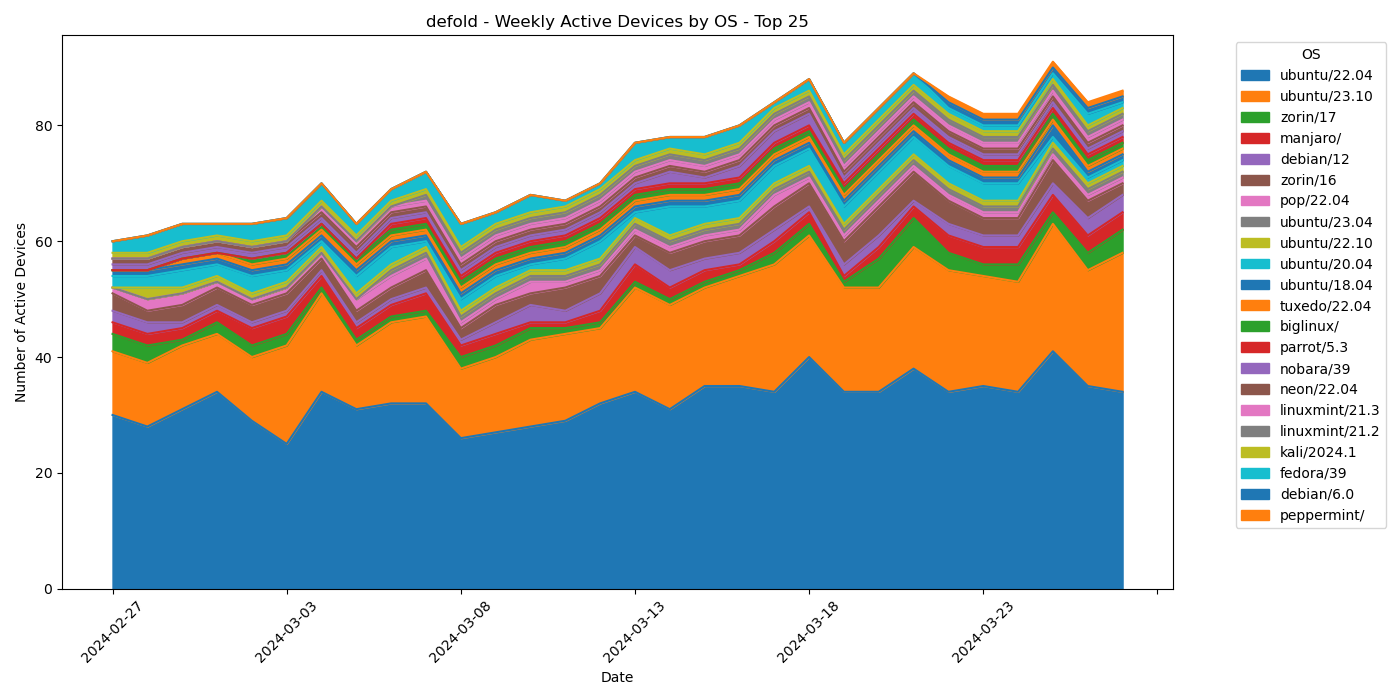 defold - Weekly Active Devices by OS - Top 25
Number of Active Devices
80
60
40
20
0
2024-02-27
2024-03-03
2024-03-08
2024-03-13
2024-03-18
2024-03-23
Date
OS
ubuntu/22.04
ubuntu/23.10
zorin/17
manjaro/
debian/12
zorin/16
pop/22.04
ubuntu/23.04
ubuntu/22.10
ubuntu/20.04
ubuntu/18.04
tuxedo/22.04
biglinux/
parrot/5.3
nobara/39
neon/22.04
linuxmint/21.3
linuxmint/21.2
kali/2024.1
fedora/39
debian/6.0
peppermint/